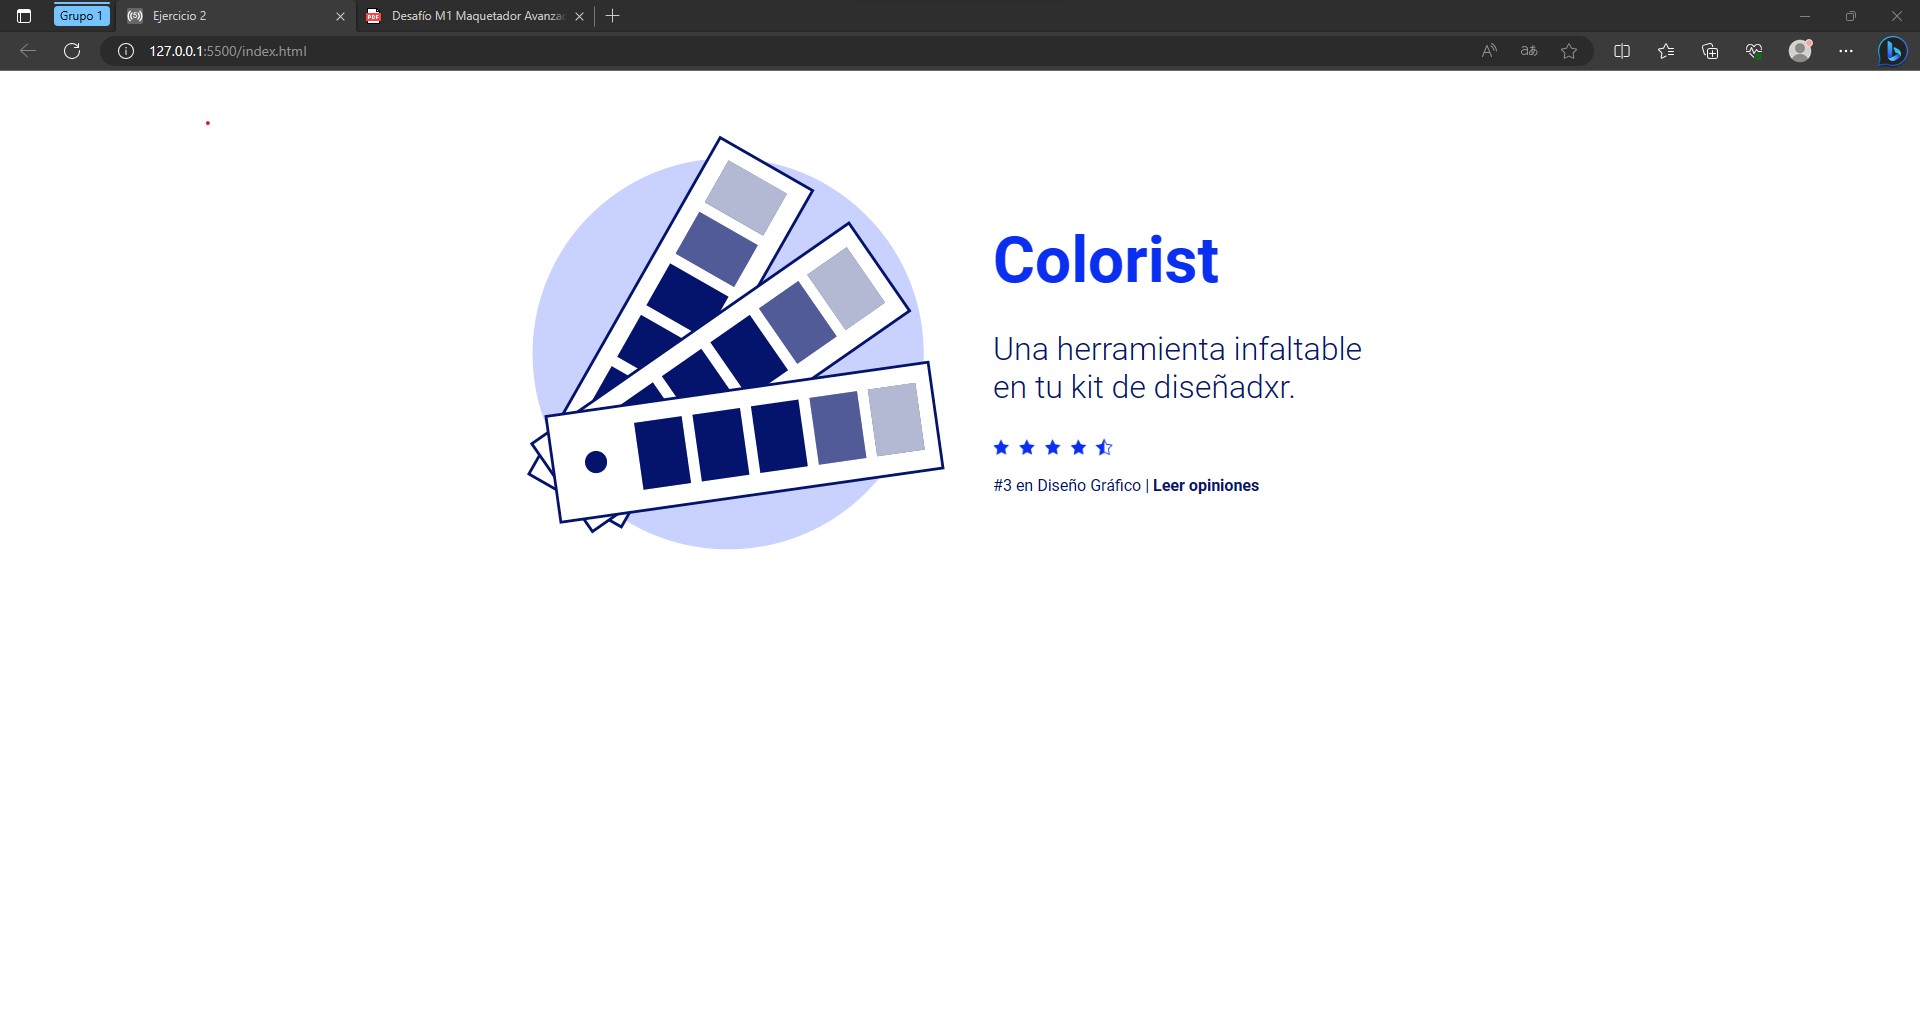 Grupo 1
Ejercicio 2
PDF
Desafío M1 Maquetador Avanza
127.0.0.1:5500/index.html
Colorist
Una herramienta infaltable
en tu kit de diseñadxr.
#3 en Diseño Gráfico | Leer opiniones